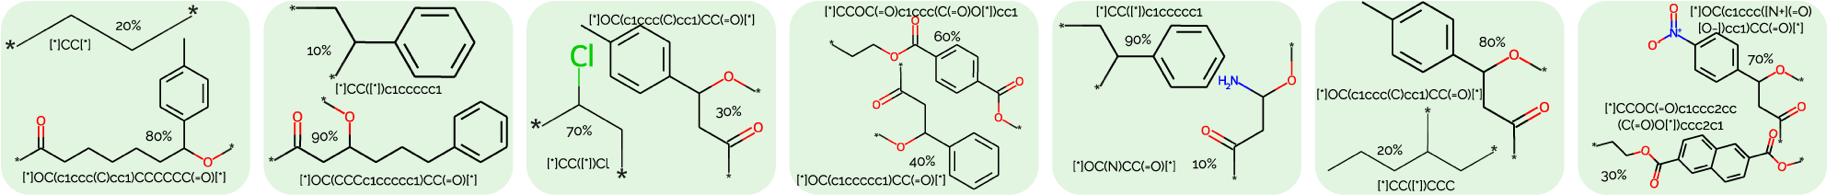 *
20%
*
[*]CC[*]
O
80%
*
O
*
[*]OC(c1ccc(C)cc1)CCCCCC(=O)[*]
*
10%
*
[*]CC([*])c1ccccc1
*
O
O
90%
*
[*]OC(CCCc1ccccc1)CC(=O)[*]
[*]OC(c1ccc(C)cc1)CC(=O)[*]
Cl
O
*
30%
*
70%
O
[*]CC([*])Cl
*
*
[*]CCOC(=O)c1ccc(C(=O)O[*])cc1
60%
O
*
O
*
O
O
O
*
*
O
40%
[*]OC(c1ccccc1)CC(=O)[*]
[*]CC([*])c1ccccc1
*
90%
*
*
O
H₂N
O
[*]OC(N)CC(=O)[*]
10%
*
80%
O
*
[*]OC(c1ccc(C)cc1)CC(=O)[*]
O
*
*
20%
*
[*]CC([*])CCC
[*]OC(c1ccc([N+](=O)
[O-])cc1)CC(=O)[*]
O
N⁺
O⁻
70%
O
*
[*]CCOC(=O)c1ccc2cc
(C(=O)O[*])ccc2c1
O
*
*
O
O
O
O
*
30%